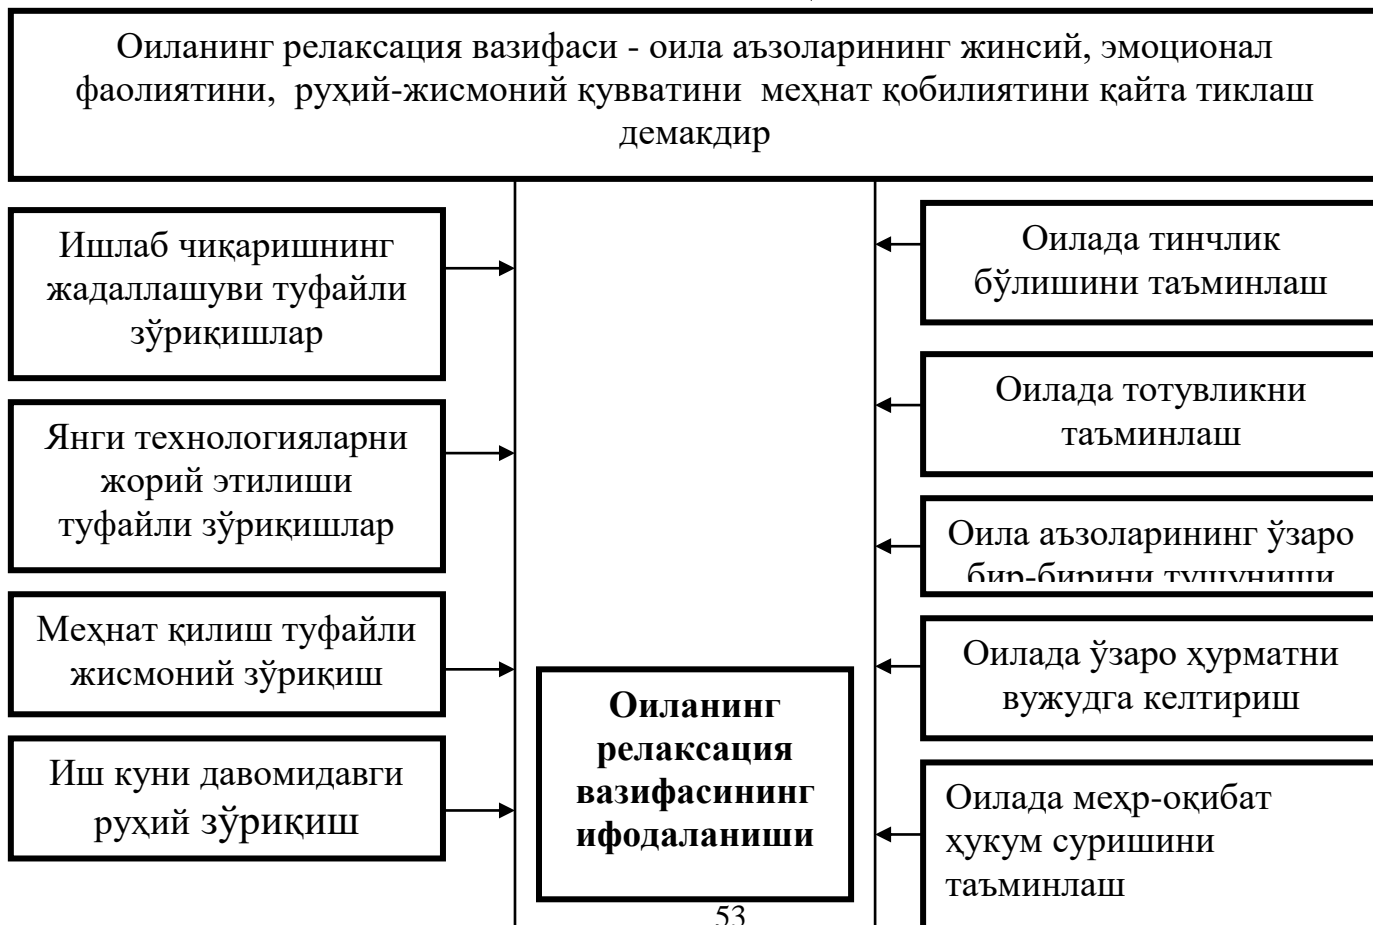 Оиланинг релаксация вазифаси - оила аъзоларининг жинсий, эмоционал
фаолиятини, руҳий-жисмоний қувватини меҳнат қобилиятини қайта тиклаш
демакдир
Ишлаб чиқаришнинг
жадаллашуви туфайли
зўриқишлар
Янги технологияларни
жорий этилиши
туфайли зўриқишлар
Меҳнат қилиш туфайли
жисмоний зўриқиш
Иш куни давомидавги
руҳий зўриқиш
Оиланинг
релаксация
вазифасининг
ифодаланиши
Оилада тинчлик
бўлишини таъминлаш
Оилада тотувликни
таъминлаш
Оила аъзоларининг ўзаро
бир-бирини тушуниши
Оилада ўзаро ҳурматни
вужудга келтириш
Оилада меҳр-оқибат
ҳукум суришини
таъминлаш
53